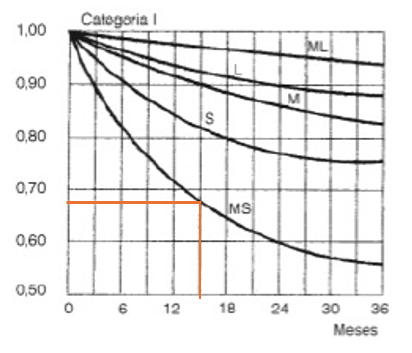 Categoria I
1,00
0,90
0,80
0,70
0,60
0,50
ML
L
M
S
MS
0 6 12 18 24 30 36
Meses